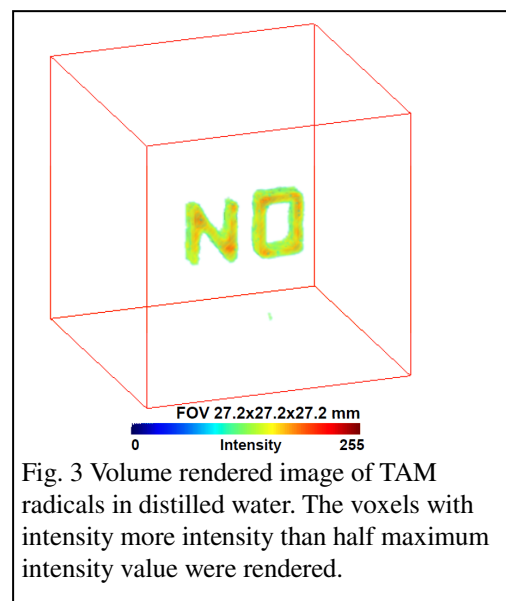 NO
FOV 27.2x27.2x27.2 mm
0 Intensity 255
Fig. 3 Volume rendered image of TAM
radicals in distilled water. The voxels with
intensity more intensity than half maximum
intensity value were rendered.